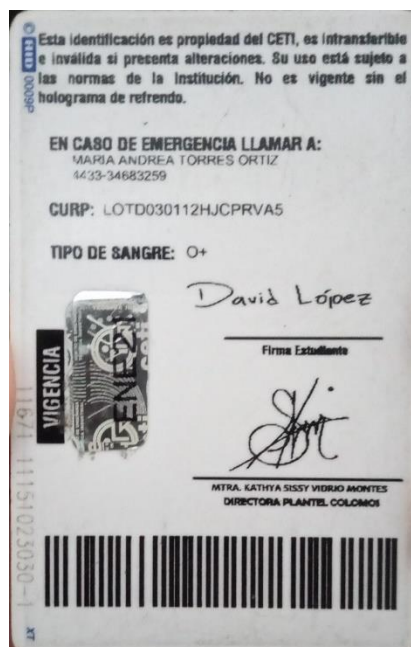 Esta identificación es propiedad del CETI, es intransferible
e inválida si presenta alteraciones. Su uso está sujeto a
las normas de la Institución. No es vigente sin el
holograma de refrendo.
EN CASO DE EMERGENCIA LLAMAR A:
MARIA ANDREA TORRES ORTIZ
4433-34683259
CURP: LOTD030112HJCPRVA5
TIPO DE SANGRE: O+
David López
Firma Estudiante
VIGENCIA
MTRA. KATHYA SISSY VIDRIO MONTES
DIRECTORA PLANTEL COLOMOS
HID 0009P
XT